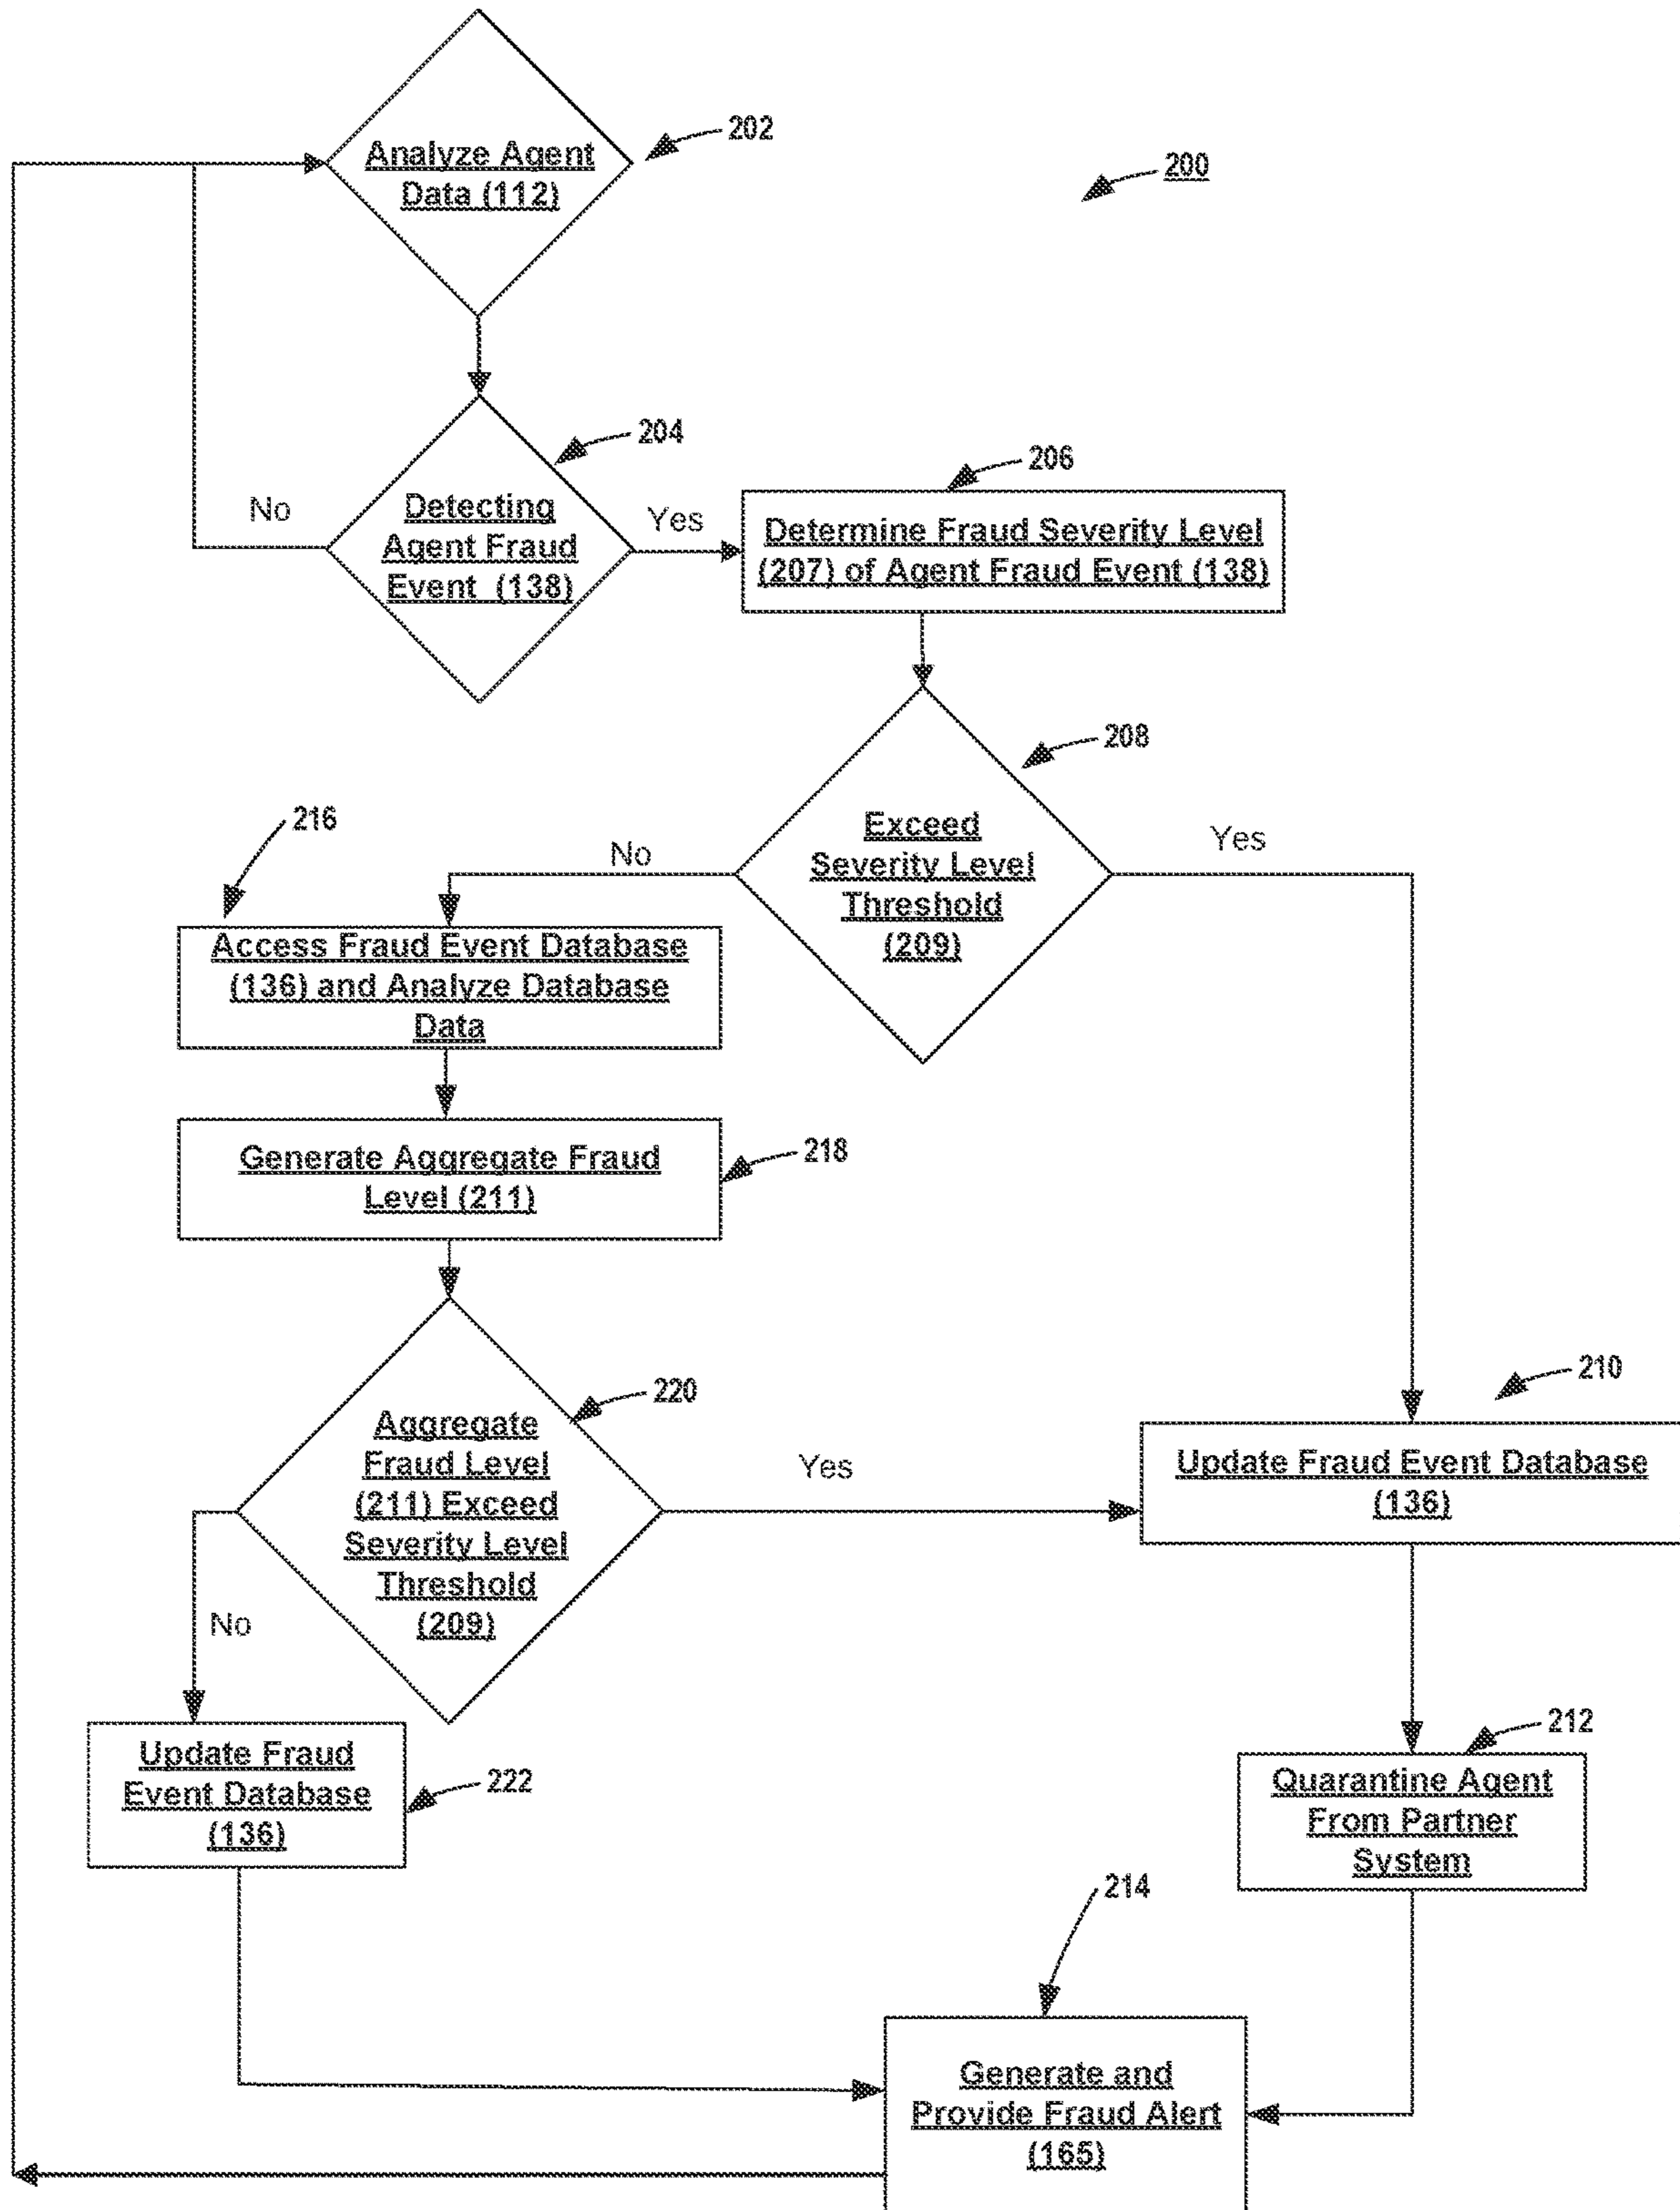 202
Analyze Agent
Data (112)
200
204
Detecting
Agent Fraud
Event (138)
No
Yes
206
Determine Fraud Severity Level
(207) of Agent Fraud Event (138)
208
Exceed
Severity Level
Threshold
(209)
No
Yes
216
Access Fraud Event Database
(136) and Analyze Database
Data
Generate Aggregate Fraud
Level (211)
218
220
Aggregate
Fraud Level
(211) Exceed
Severity Level
Threshold
(209)
Yes
No
210
Update Fraud Event Database
(136)
Update Fraud
Event Database
(136)
222
212
Quarantine Agent
From Partner
System
214
Generate and
Provide Fraud Alert
(165)